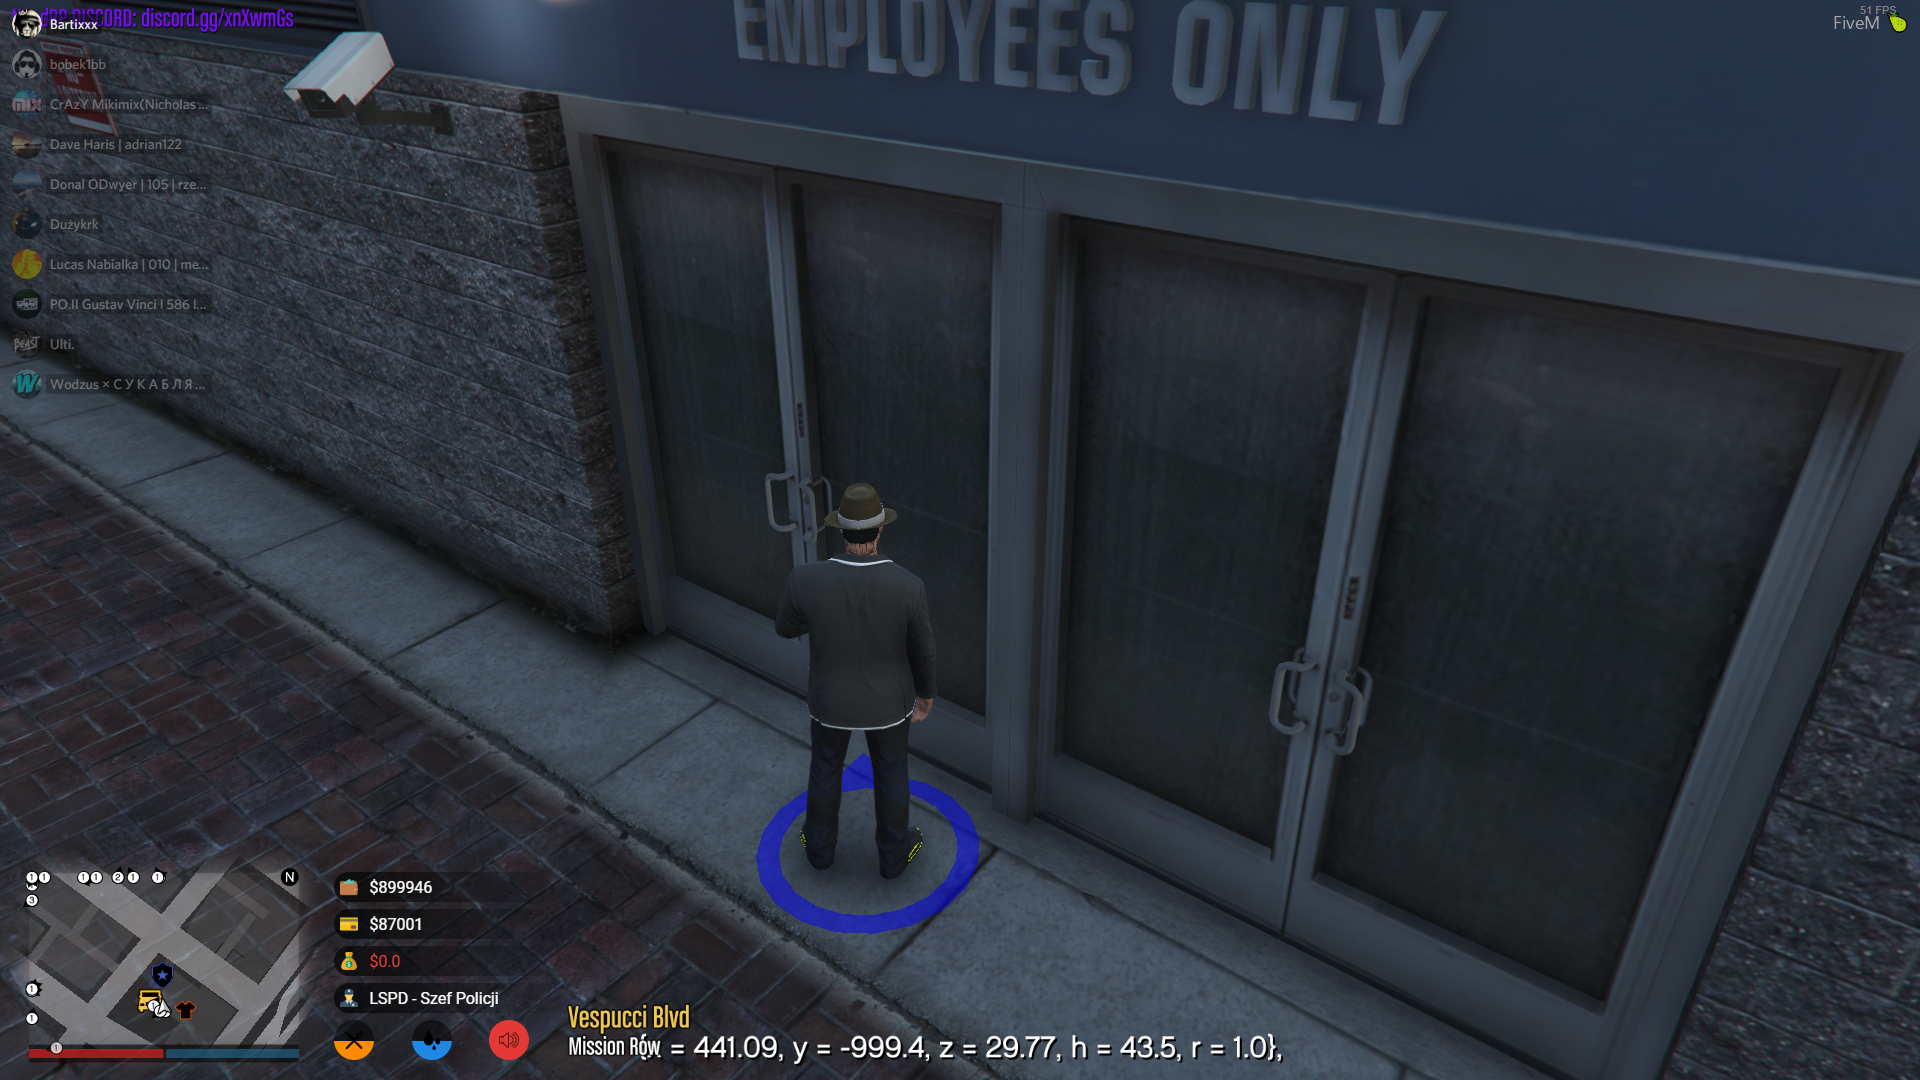 DISCORD: discord.gg/xnXwmGs
Bartixxx
bobek1bb
CrAzY Mikimix(Nicholas ...
Dave Haris | adrian122
Donal ODwyer | 105 | rze...
Dużykrk
Lucas Nabialka | 010 | me...
PO.II Gustav Vinci | 586 |...
Ulti.
Wodzus × С У К А Б Л Я ...
51 FPS
FiveM
EMPLOYEES ONLY
N
$899946
$87001
$0.0
LSPD - Szef Policji
Vespucci Blvd
Mission Row
= 441.09, y = -999.4, z = 29.77, h = 43.5, r = 1.0},